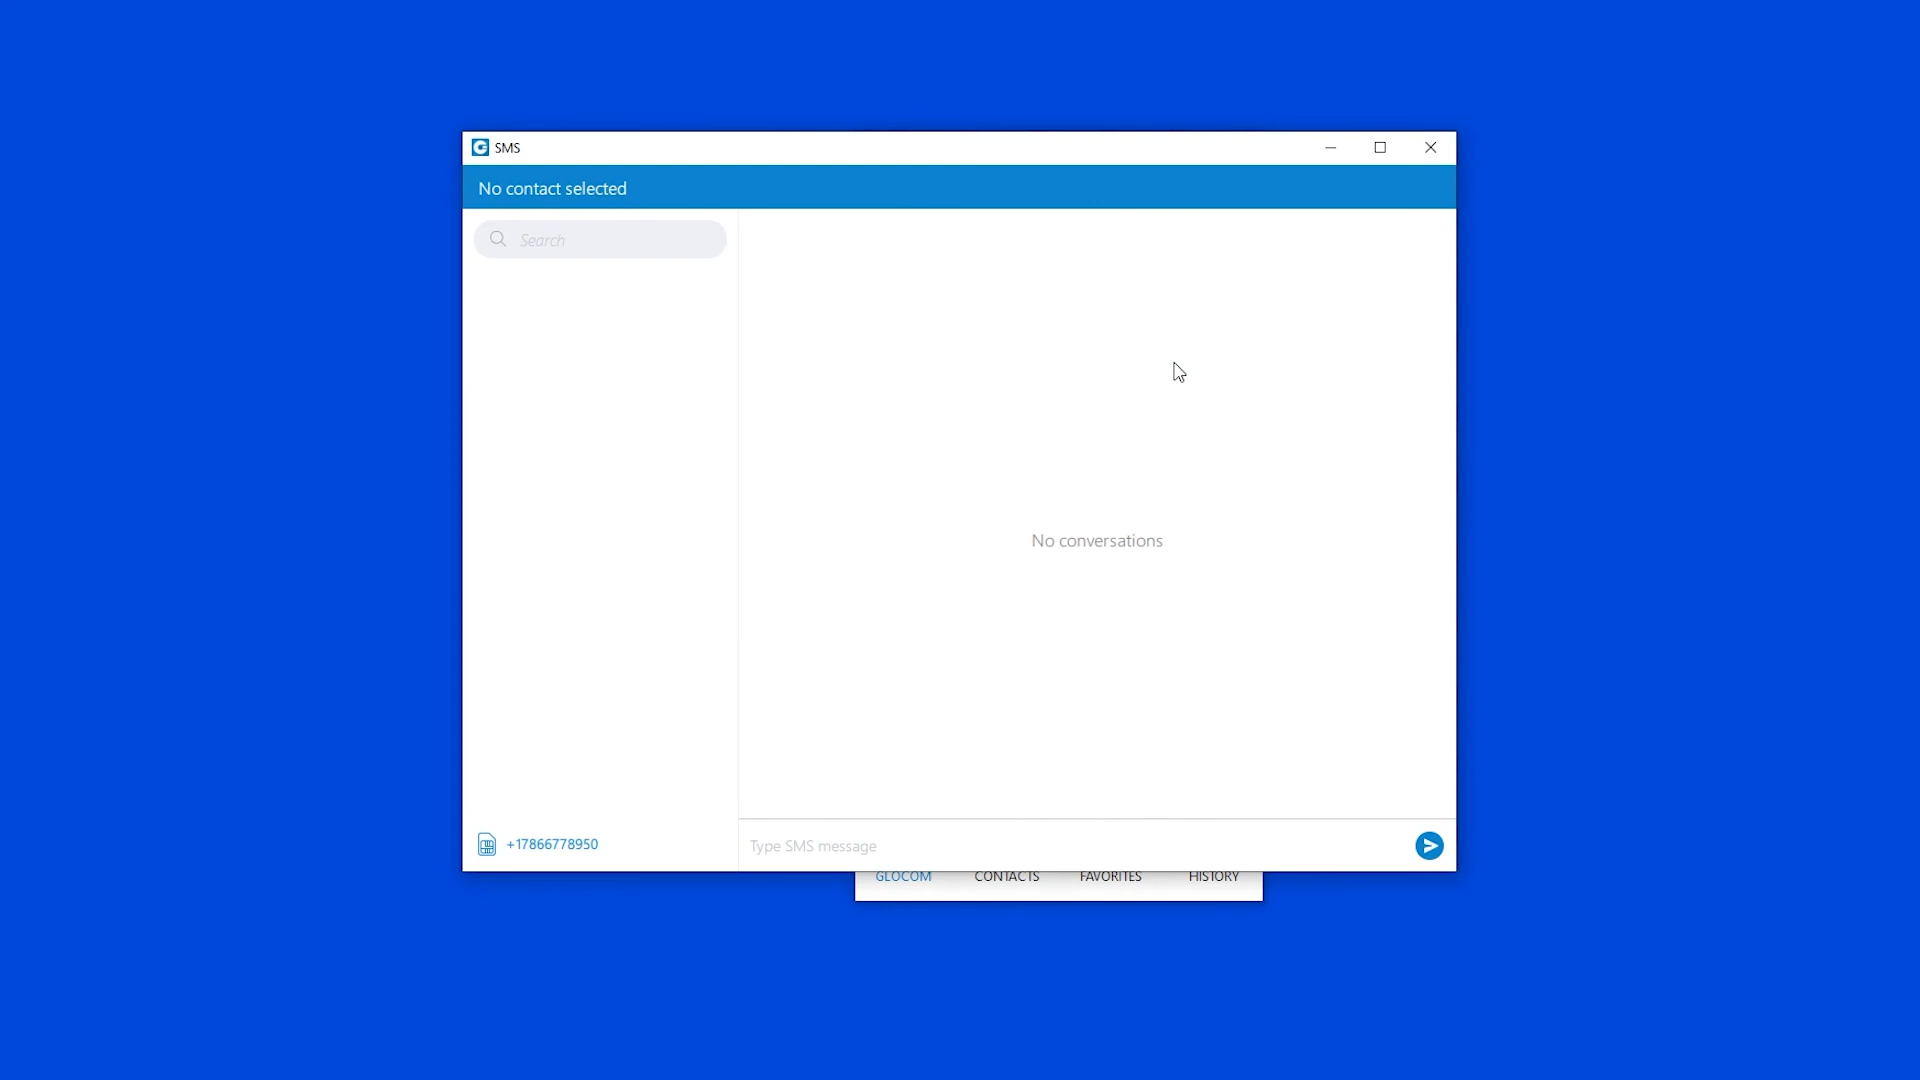 SMS
No contact selected
Search
No conversations
+17866778950
Type SMS message
GLOCOM CONTACTS FAVORITES HISTORY